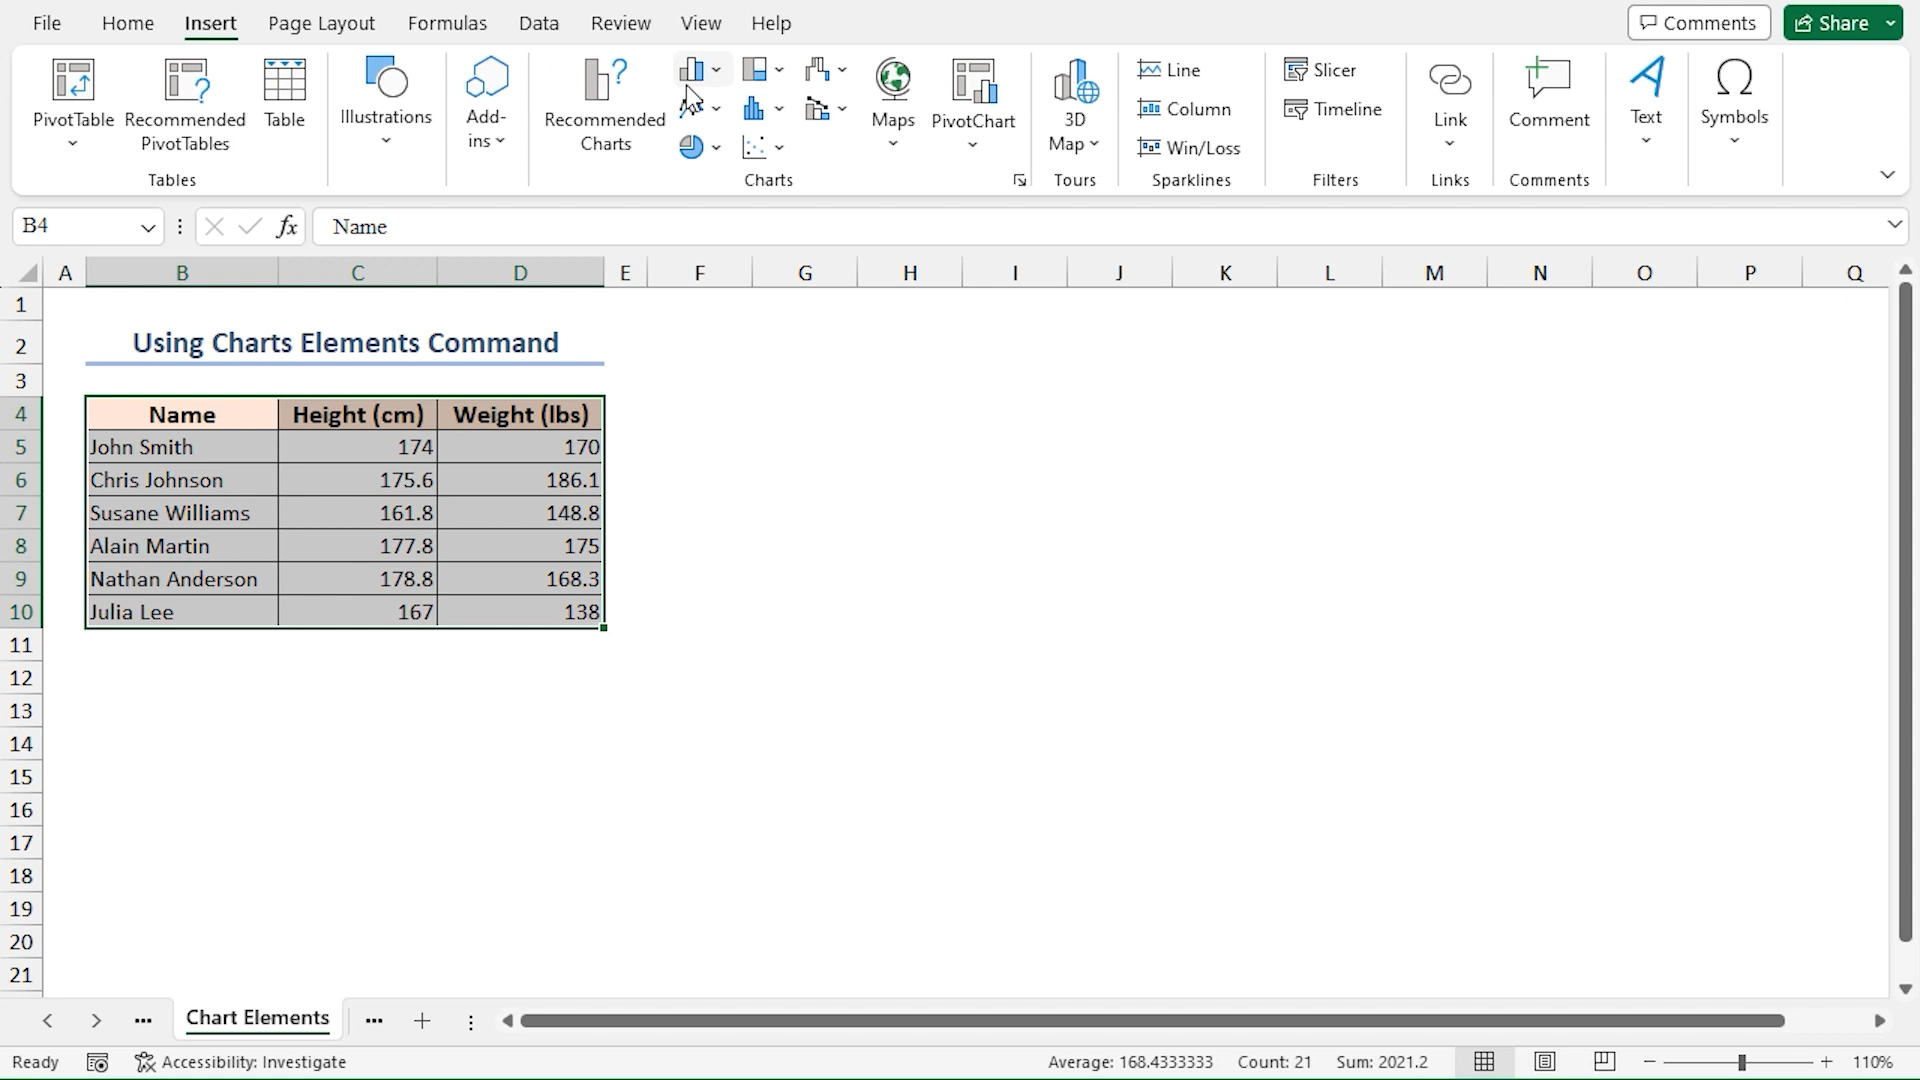 File Home Insert Page Layout Formulas Data Review View Help Comments Share
PivotTable Recommended PivotTables Table Illustrations Add-ins Recommended Charts Maps PivotChart 3D Map Line Column Win/Loss Slicer Timeline Link Comment Text Symbols
Tables Charts Tours Sparklines Filters Links Comments
B4 fx Name
A B C D E F G H I J K L M N O P Q
1
2 Using Charts Elements Command
3
4 Name Height (cm) Weight (lbs)
5 John Smith 174 170
6 Chris Johnson 175.6 186.1
7 Susane Williams 161.8 148.8
8 Alain Martin 177.8 175
9 Nathan Anderson 178.8 168.3
10 Julia Lee 167 138
11
12
13
14
15
16
17
18
19
20
21
Chart Elements
Ready Accessibility: Investigate Average: 168.4333333 Count: 21 Sum: 2021.2 110%